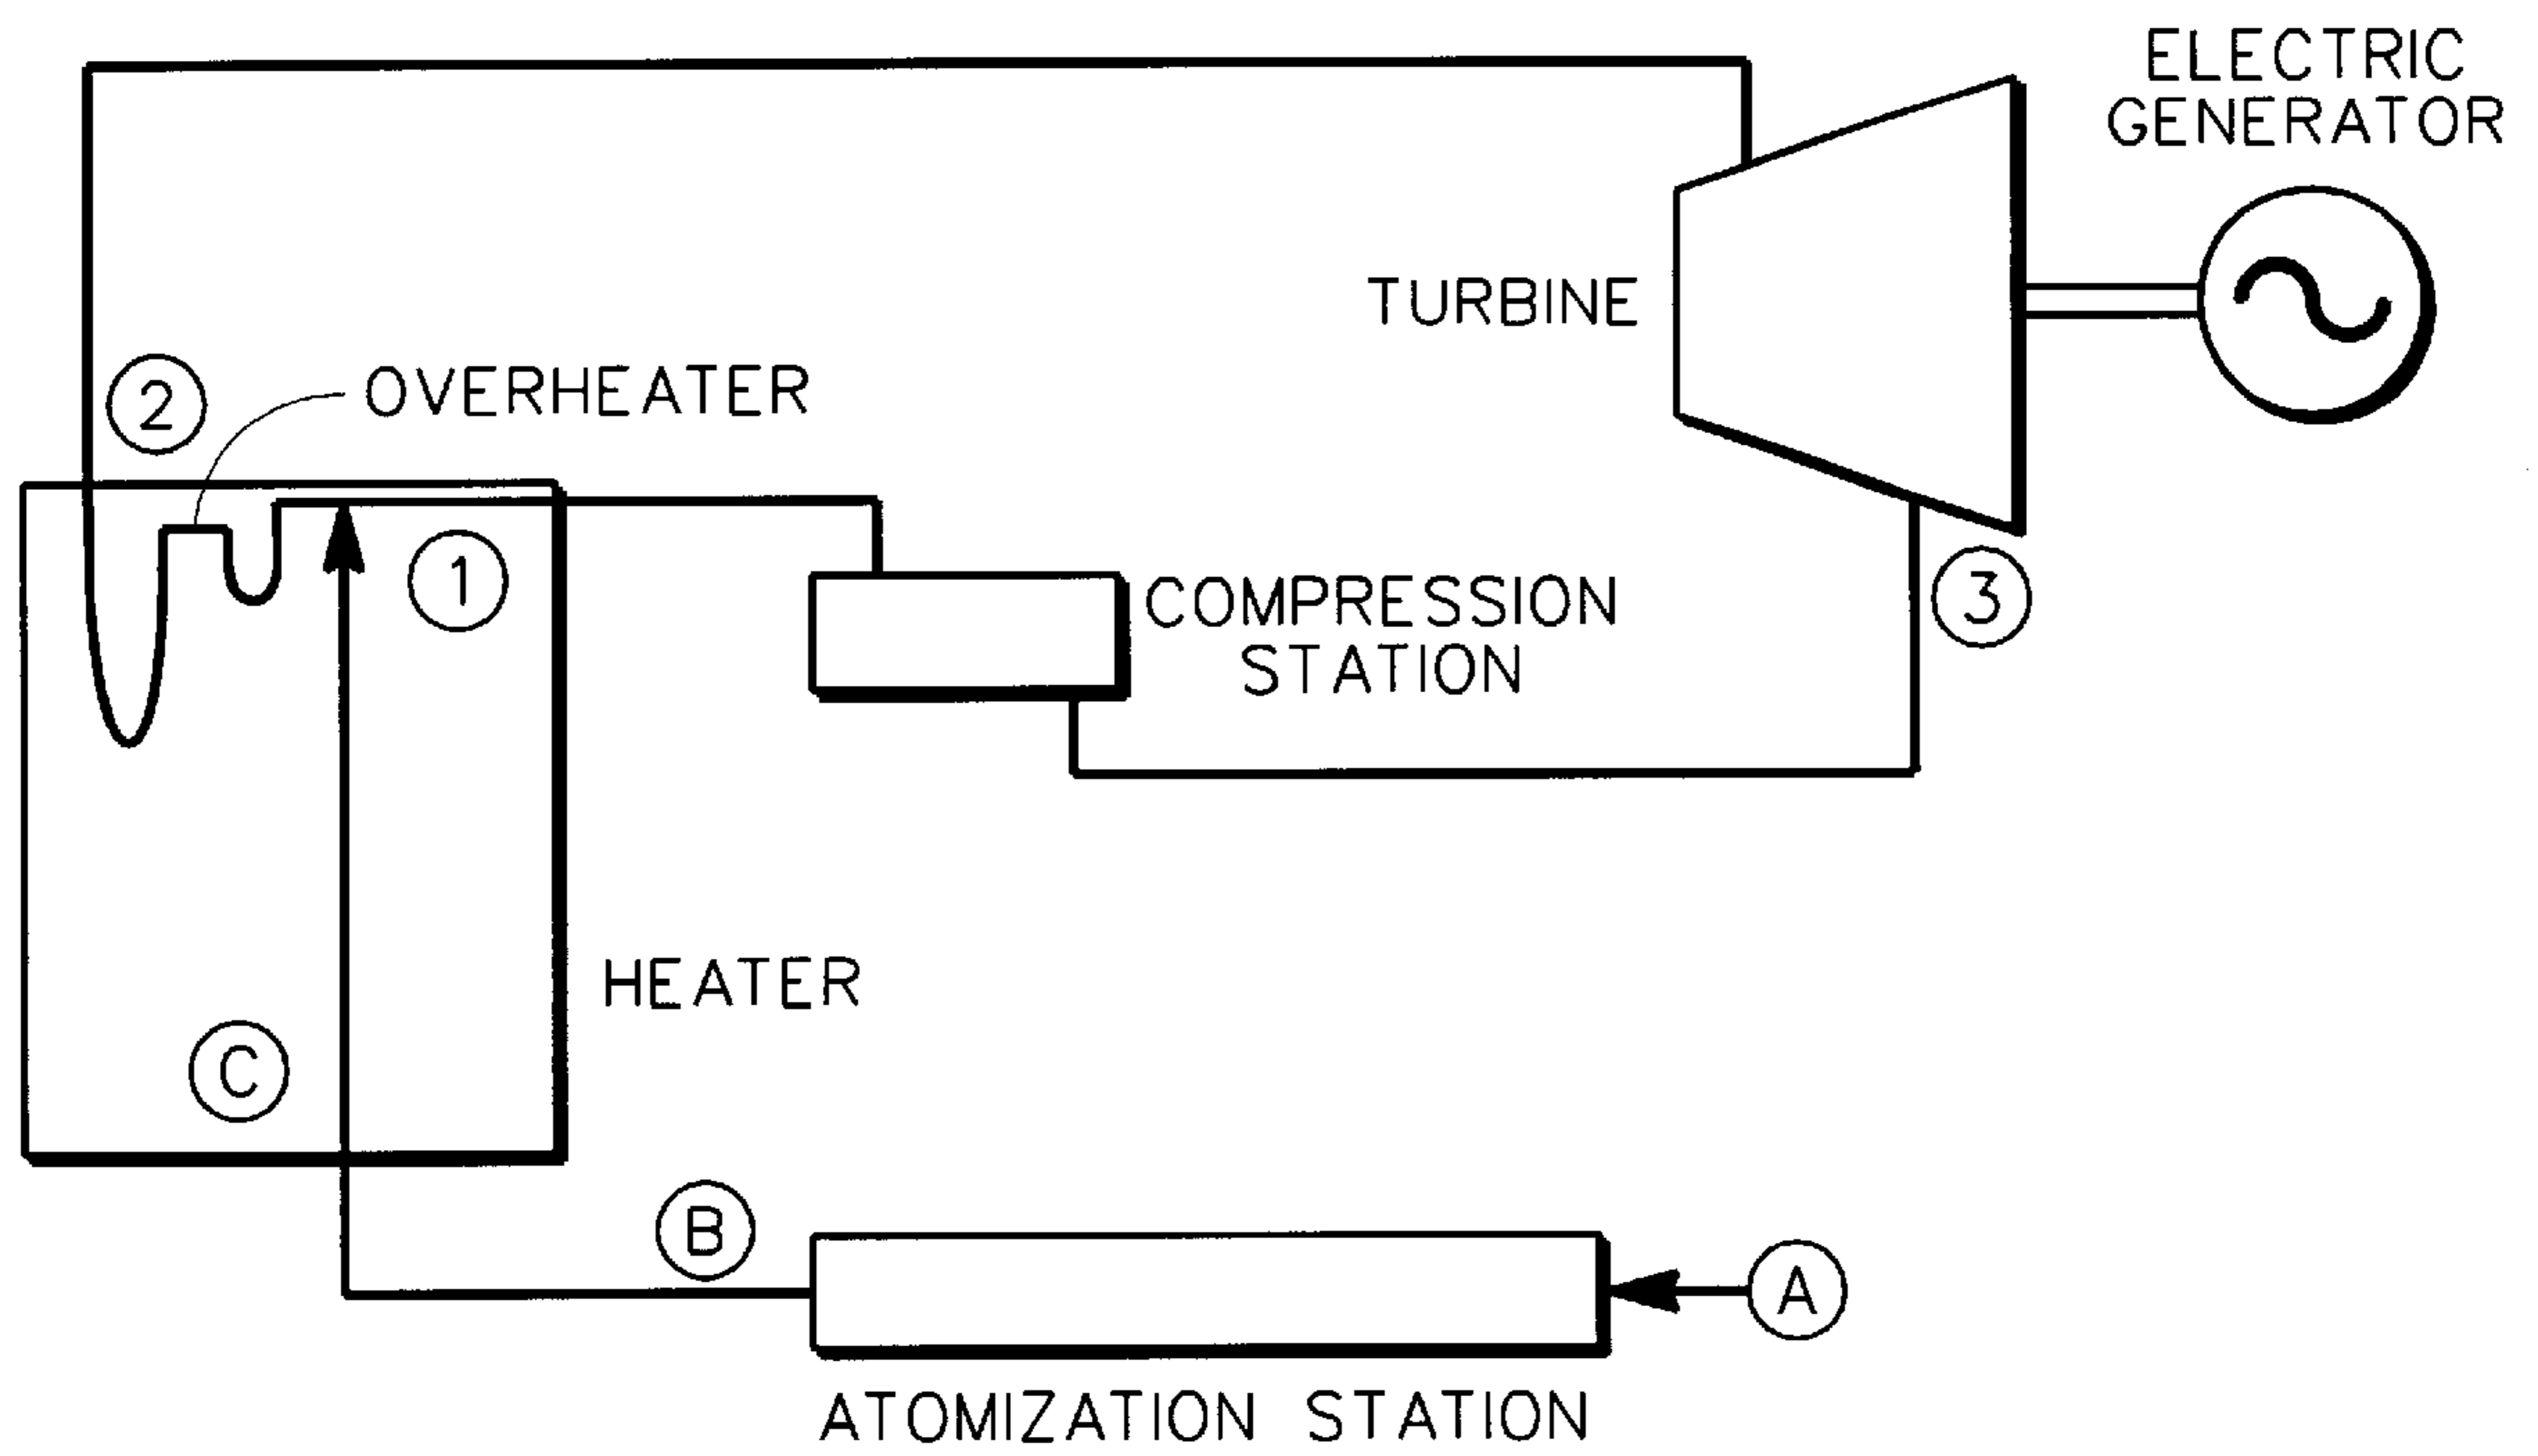 ELECTRIC
GENERATOR
TURBINE
2
OVERHEATER
1
COMPRESSION
STATION
3
HEATER
C
B
A
ATOMIZATION STATION